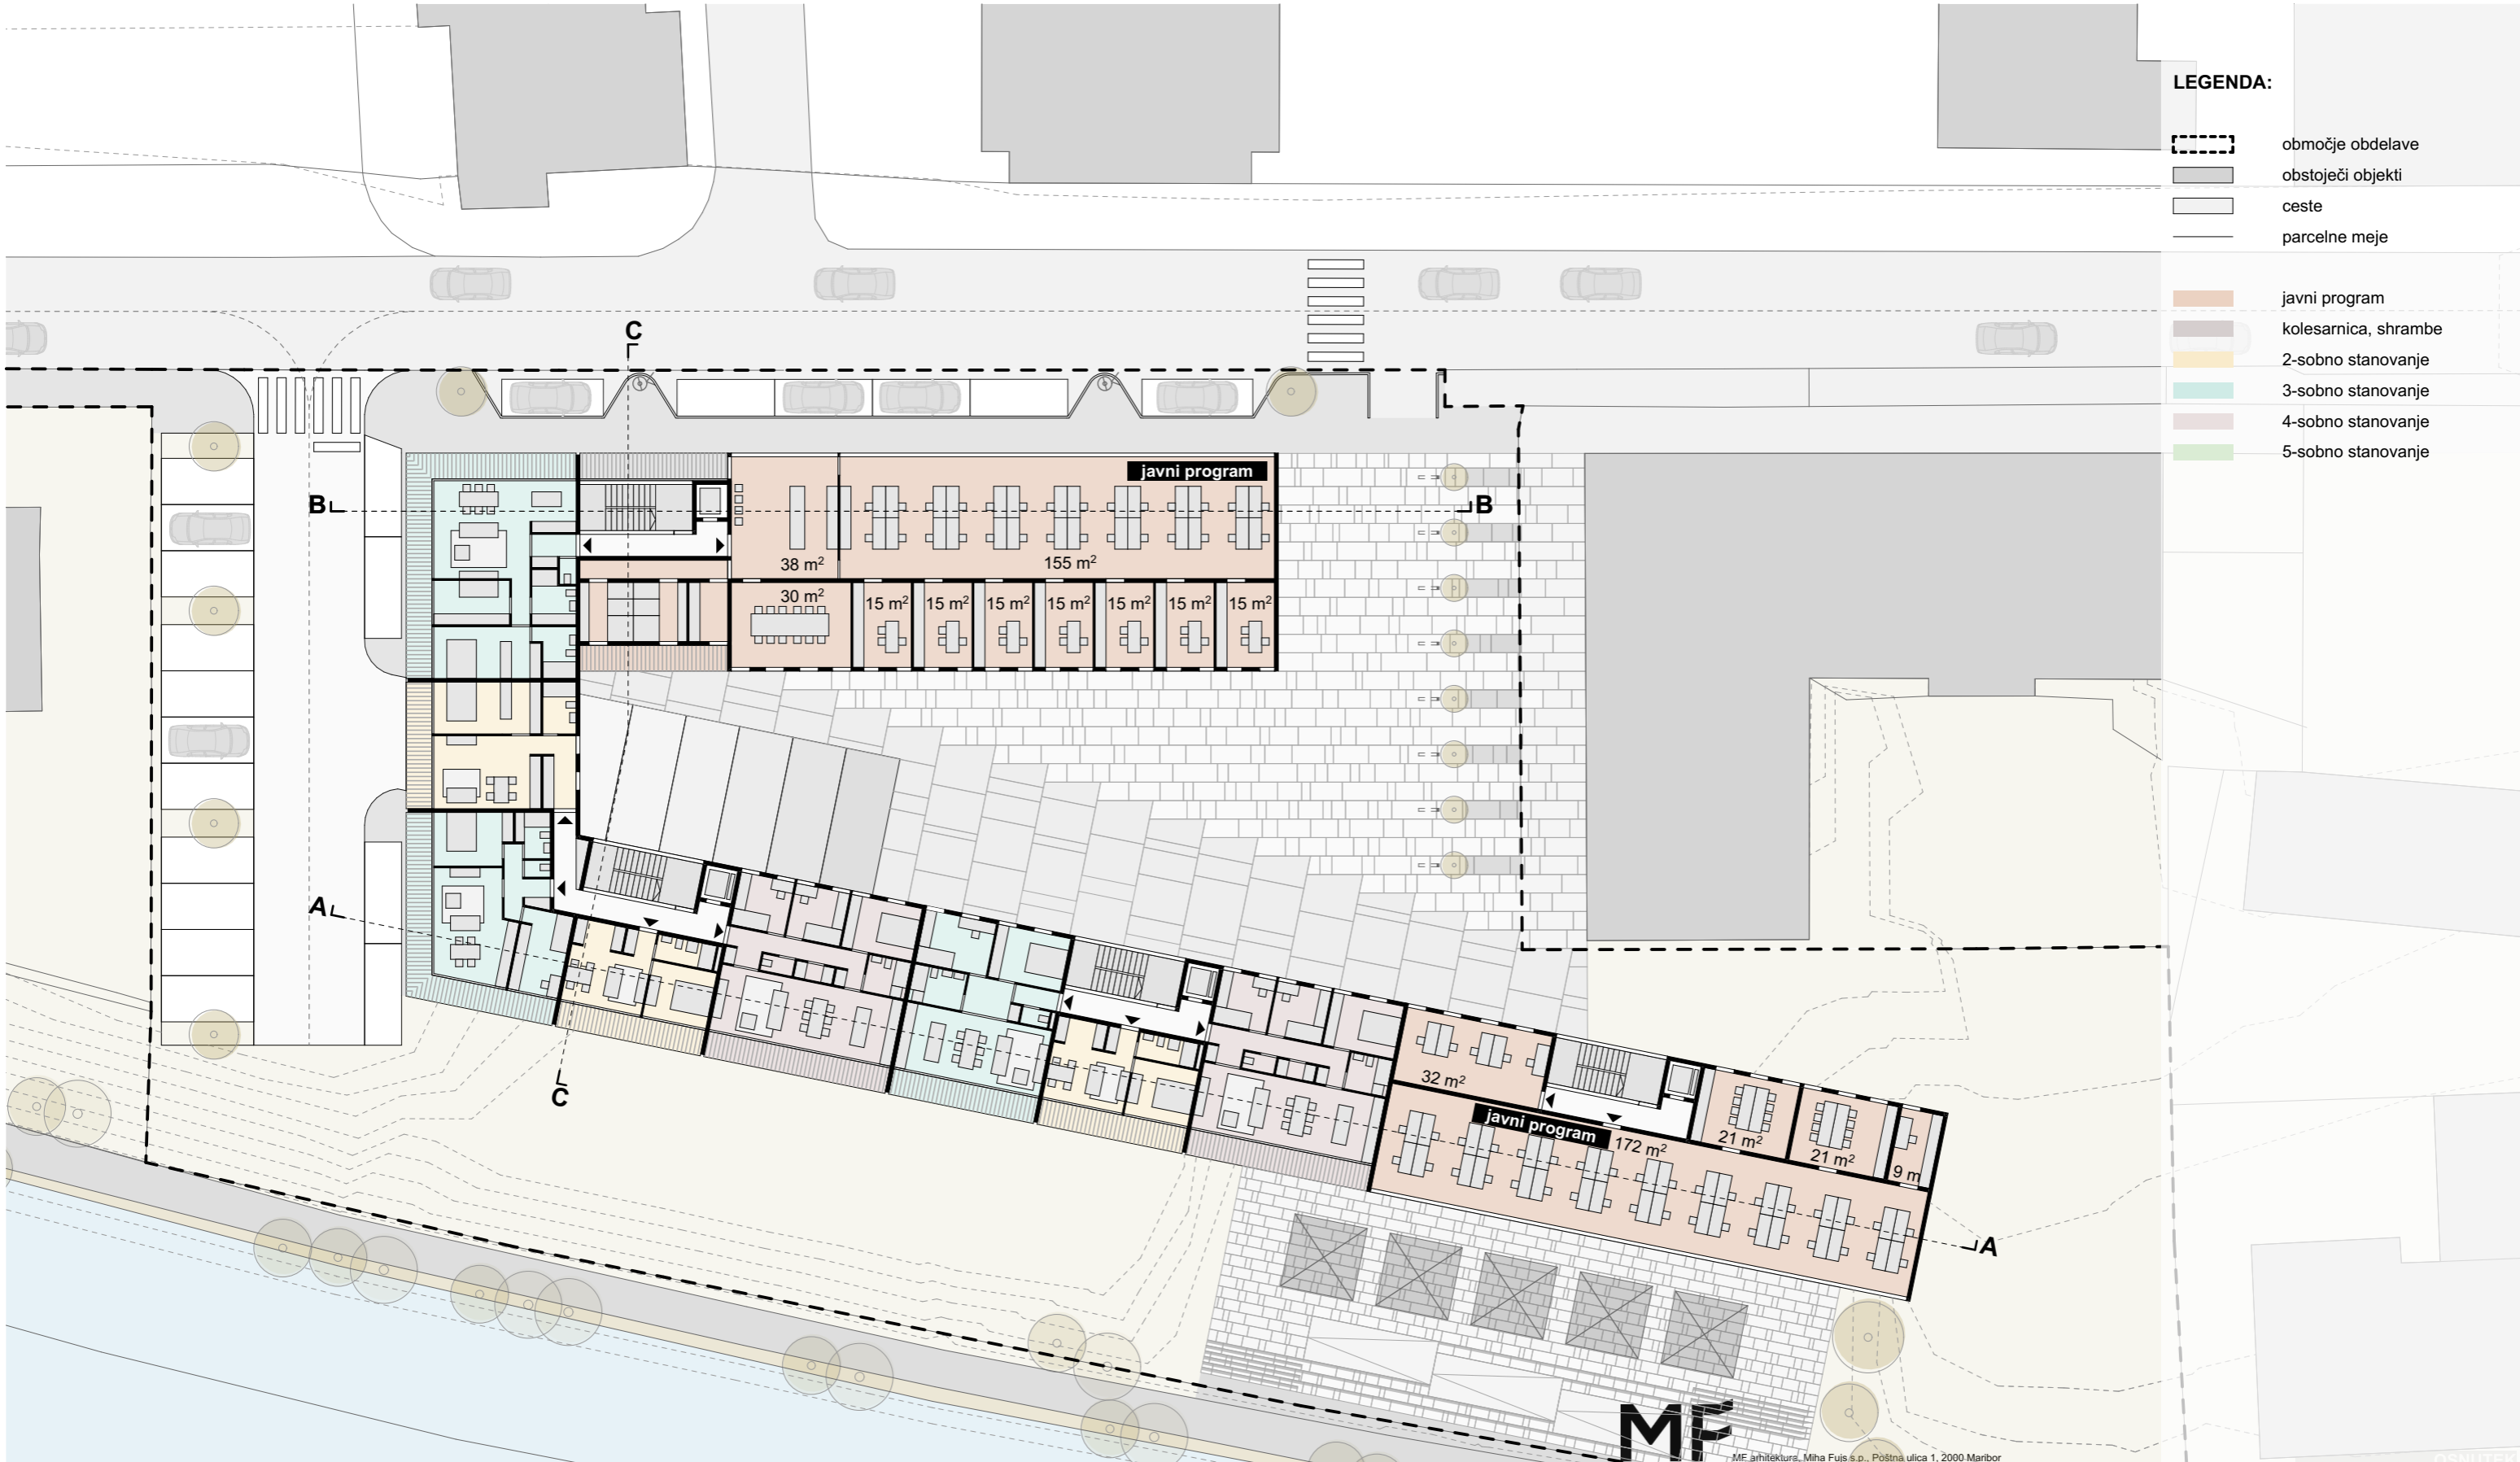 LEGENDA:
območje obdelave
obstoječi objekti
ceste
parcelne meje
javni program
kolesarnica, shrambe
2-sobno stanovanje
3-sobno stanovanje
4-sobno stanovanje
5-sobno stanovanje
C
B
javni program
B
38 m²
155 m²
30 m²
15 m²
15 m²
15 m²
15 m²
15 m²
15 m²
15 m²
A
C
32 m²
javni program
172 m²
21 m²
21 m²
9 m
A
MF
MF arhitektura, Miha Fujs s.p., Poštna ulica 1, 2000 Maribor
OSNUTEK